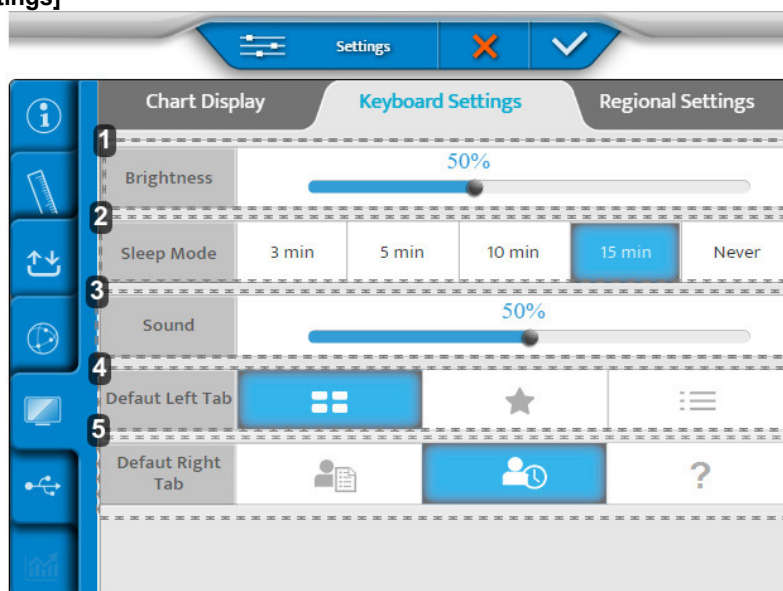 tings]
Settings
Chart Display Keyboard Settings Regional Settings
1
50%
Brightness
2
Sleep Mode 3 min 5 min 10 min 15 min Never
3
50%
Sound
4
Defaut Left Tab
5
Defaut Right
Tab
?